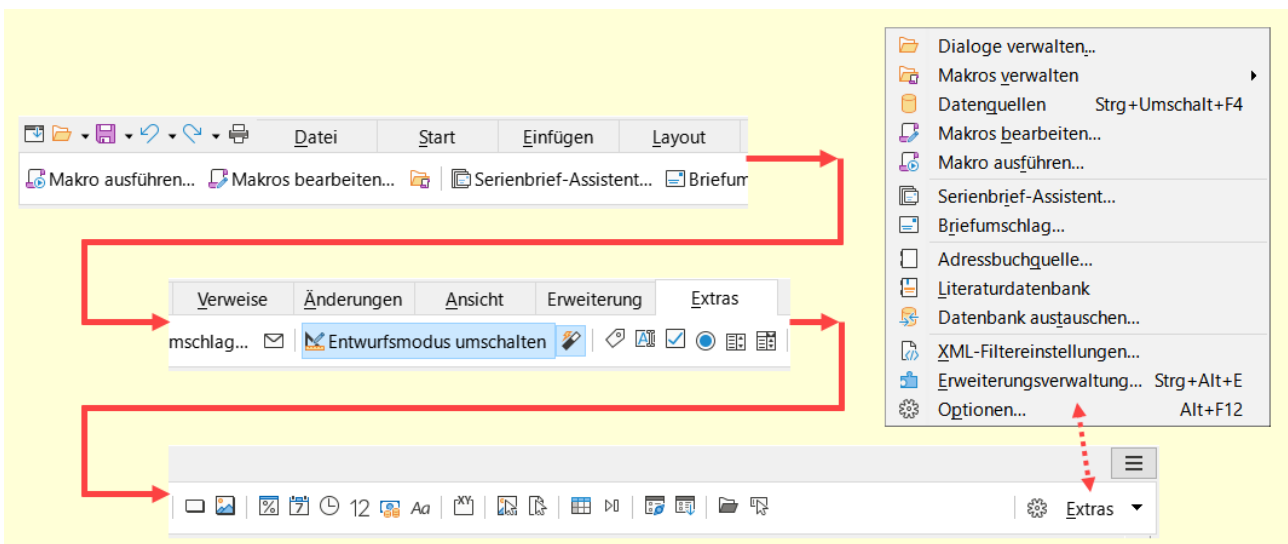 Datei Start Einfügen Layout
Makro ausführen... Makros bearbeiten... Serienbrief-Assistent... Briefum
Verweise Änderungen Ansicht Erweiterung Extras
mschlag... Entwurfsmodus umschalten
12 Aa XY
Extras
Dialoge verwalten...
Makros verwalten
Datenquellen Strg+Umschalt+F4
Makros bearbeiten...
Makro ausführen...
Serienbrief-Assistent...
Briefumschlag...
Adressbuchquelle...
Literaturdatenbank
Datenbank austauschen...
XML-Filtereinstellungen...
Erweiterungsverwaltung... Strg+Alt+E
Optionen... Alt+F12